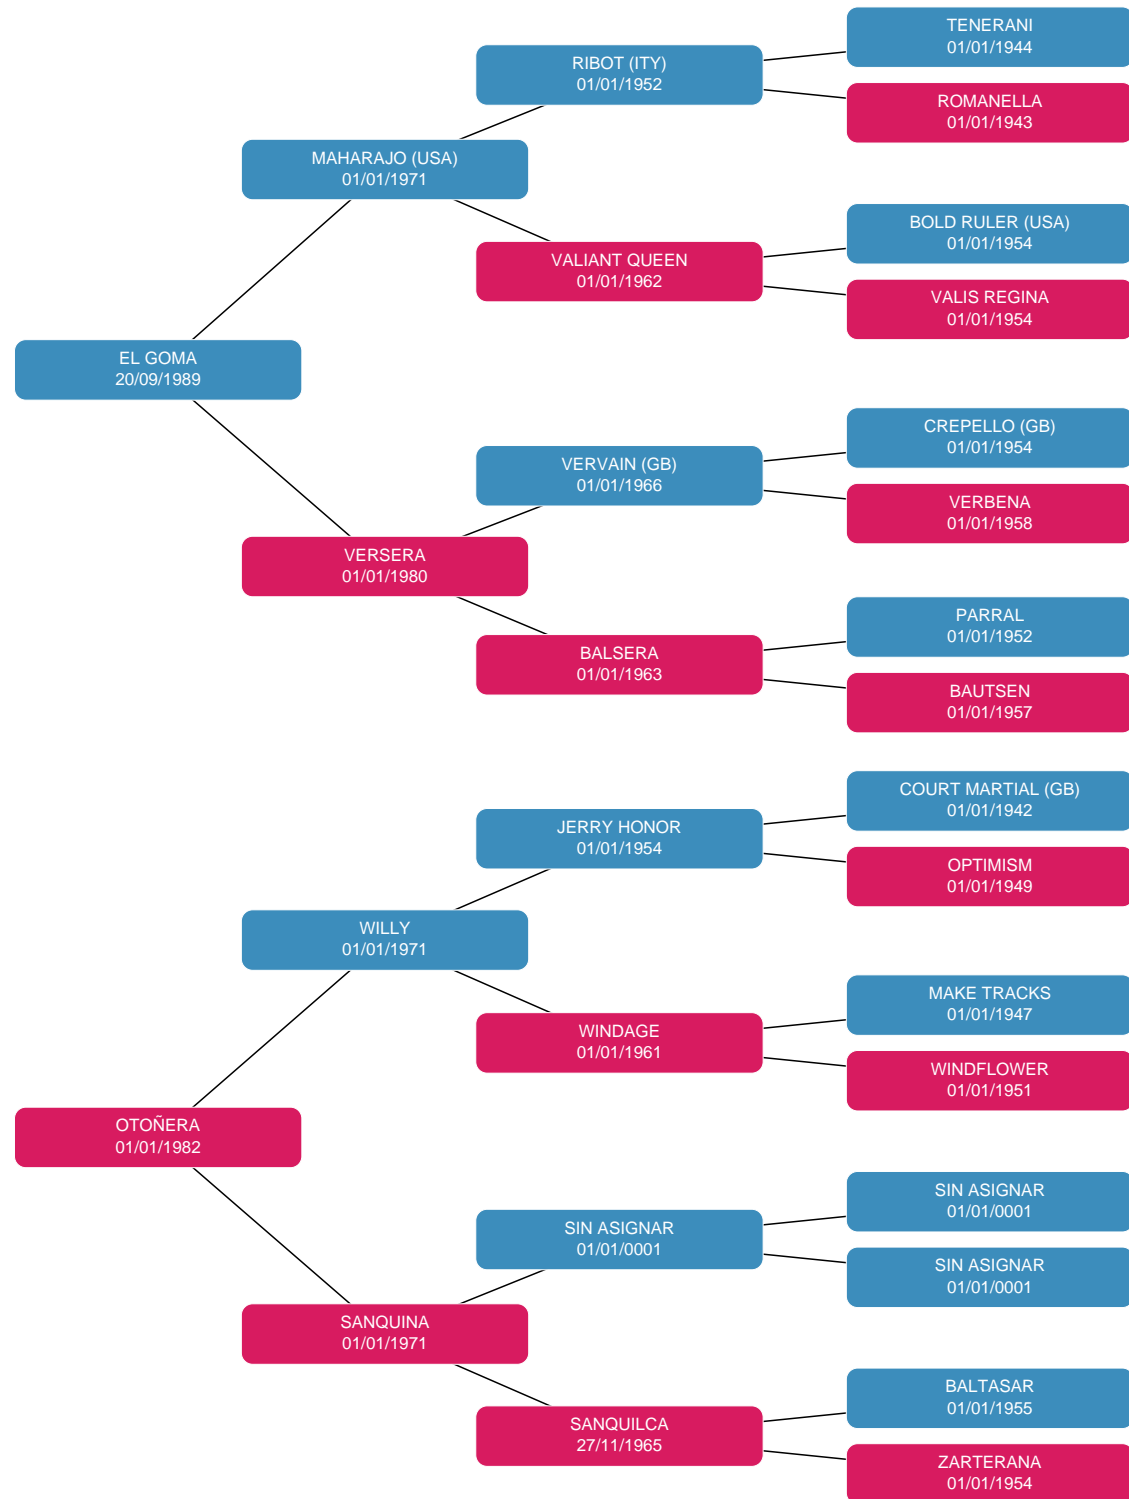 TENERANI
01/01/1944
RIBOT (ITY)
01/01/1952
ROMANELLA
01/01/1943
MAHARAJO (USA)
01/01/1971
BOLD RULER (USA)
01/01/1954
VALIANT QUEEN
01/01/1962
VALIS REGINA
01/01/1954
EL GOMA
20/09/1989
CREPELLO (GB)
01/01/1954
VERVAIN (GB)
01/01/1966
VERBENA
01/01/1958
VERSERA
01/01/1980
PARRAL
01/01/1952
BALSERA
01/01/1963
BAUTSEN
01/01/1957
COURT MARTIAL (GB)
01/01/1942
JERRY HONOR
01/01/1954
OPTIMISM
01/01/1949
WILLY
01/01/1971
MAKE TRACKS
01/01/1947
WINDAGE
01/01/1961
WINDFLOWER
01/01/1951
OTOÑERA
01/01/1982
SIN ASIGNAR
01/01/0001
SIN ASIGNAR
01/01/0001
SIN ASIGNAR
01/01/0001
SANQUINA
01/01/1971
BALTASAR
01/01/1955
SANQUILCA
27/11/1965
ZARTERANA
01/01/1954